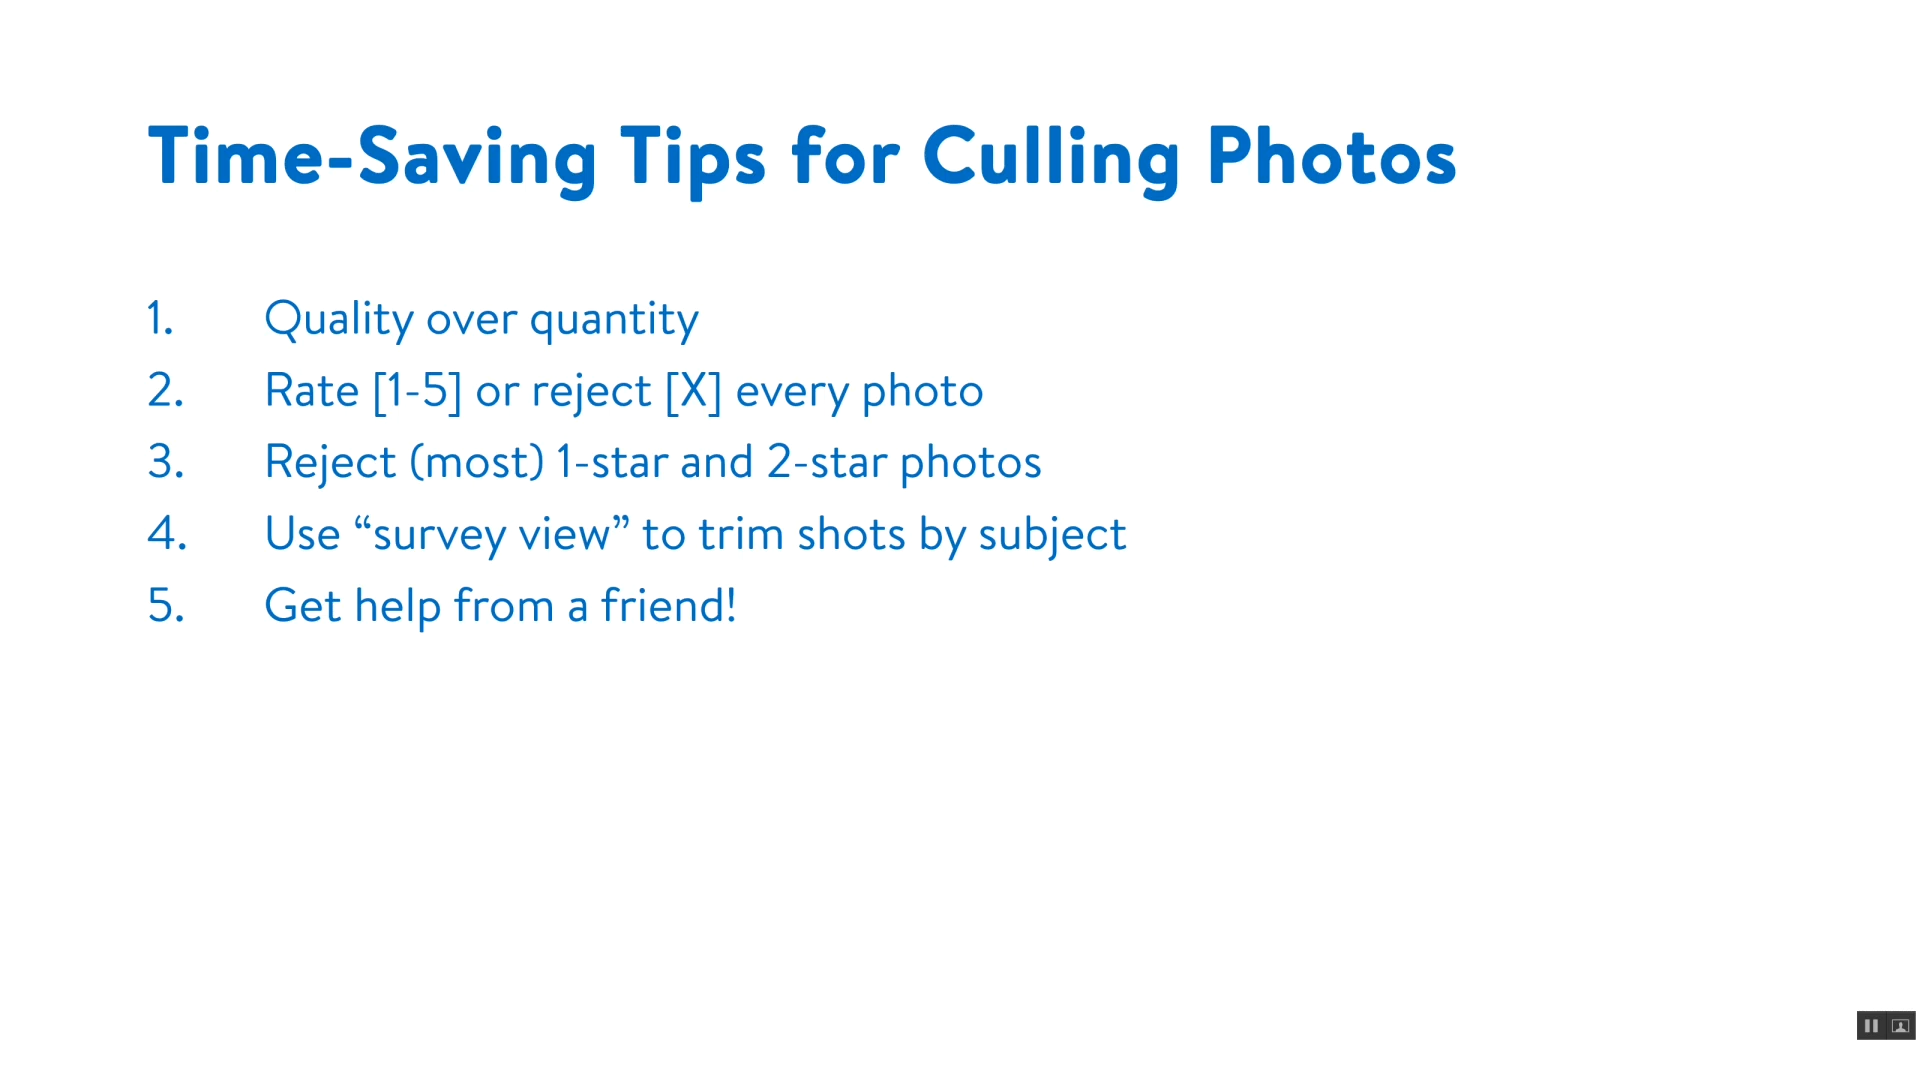 Time-Saving Tips for Culling Photos
1. Quality over quantity
2. Rate [1-5] or reject [X] every photo
3. Reject (most) 1-star and 2-star photos
4. Use “survey view” to trim shots by subject
5. Get help from a friend!